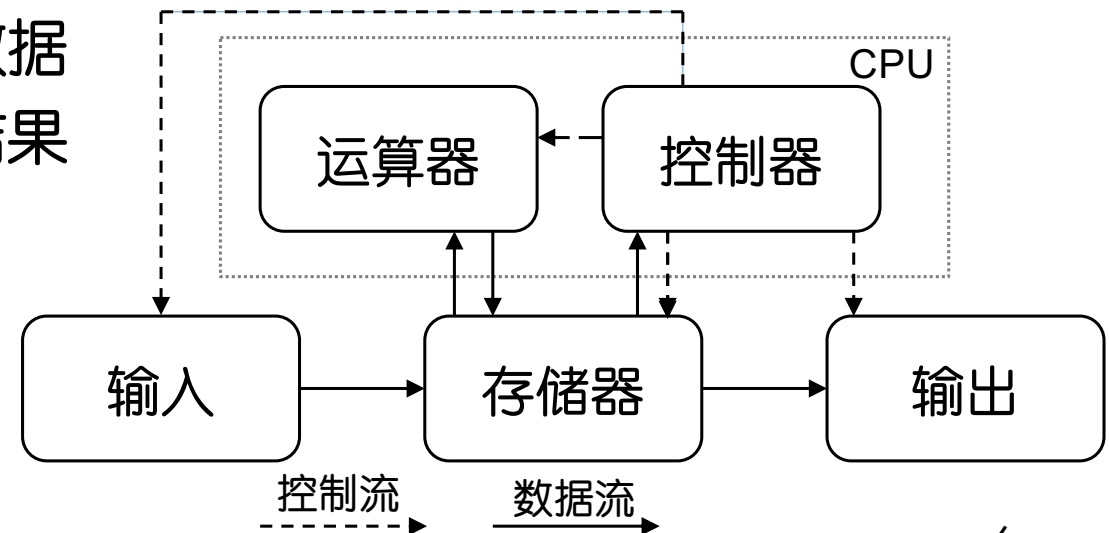 数据
结果
CPU
运算器
控制器
输入
存储器
输出
控制流
数据流